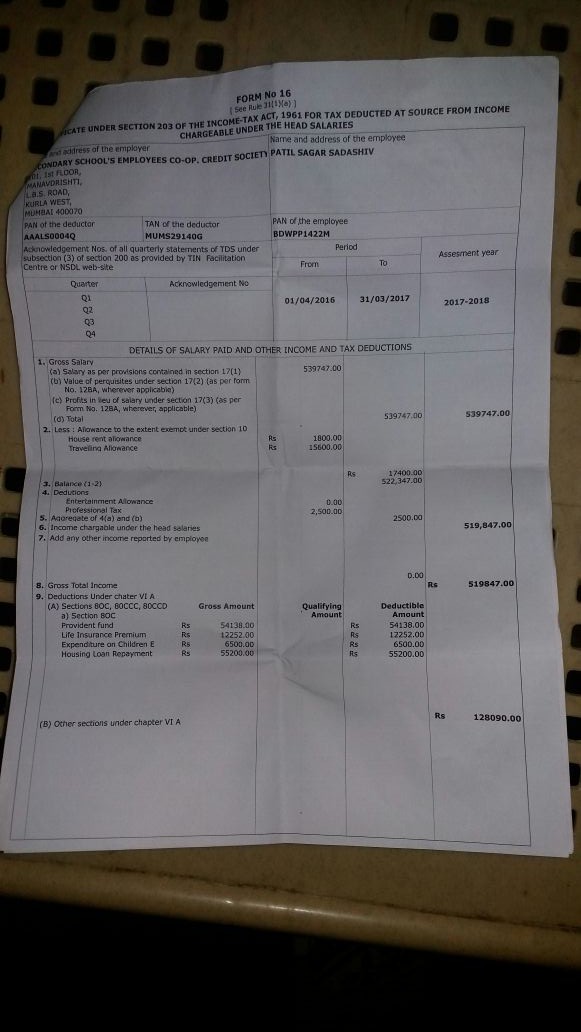 FORM No 16
[ See Rule 31(1)(a) ]
CATE UNDER SECTION 203 OF THE INCOME-TAX ACT, 1961 FOR TAX DEDUCTED AT SOURCE FROM INCOME
CHARGEABLE UNDER THE HEAD SALARIES
and address of the employer
Name and address of the employee
ONDARY SCHOOL'S EMPLOYEES CO-OP. CREDIT SOCIETY PATIL SAGAR SADASHIV
1st FLOOR,
MANAVDRISHTI,
L.B.S. ROAD,
KURLA WEST,
MUMBAI 400070
PAN of the deductor TAN of the deductor PAN of the employee
AAALS0004Q MUMS29140G BDWPP1422M
Acknowledgement Nos. of all quarterly statements of TDS under
subsection (3) of section 200 as provided by TIN Facilitation
Centre or NSDL web-site
Period
From To
Assesment year
Quarter Acknowledgement No
Q1
Q2
Q3
Q4
01/04/2016 31/03/2017 2017-2018
DETAILS OF SALARY PAID AND OTHER INCOME AND TAX DEDUCTIONS
1. Gross Salary
(a) Salary as per provisions contained in section 17(1) 539747.00
(b) Value of perquisites under section 17(2) (as per form
No. 12BA, wherever applicable)
(c) Profits in lieu of salary under section 17(3) (as per
Form No. 12BA, wherever, applicable)
(d) Total 539747.00 539747.00
2. Less : Allowance to the extent exempt under section 10
House rent allowance Rs 1800.00
Travelling Allowance Rs 15600.00
Rs 17400.00
3. Balance (1-2) 522,347.00
4. Dedutions
Entertainment Allowance 0.00
Professional Tax 2,500.00
5. Aggregate of 4(a) and (b) 2500.00
6. Income chargable under the head salaries 519,847.00
7. Add any other income reported by employee
0.00
8. Gross Total Income Rs 519847.00
9. Deductions Under chater VI A
(A) Sections 80C, 80CCC, 80CCD Gross Amount Qualifying Amount Deductible Amount
a) Section 80C
Provident fund Rs 54138.00 Rs 54138.00
Life Insurance Premium Rs 12252.00 Rs 12252.00
Expenditure on Children E Rs 6500.00 Rs 6500.00
Housing Loan Repayment Rs 55200.00 Rs 55200.00
Rs 128090.00
(B) Other sections under chapter VI A